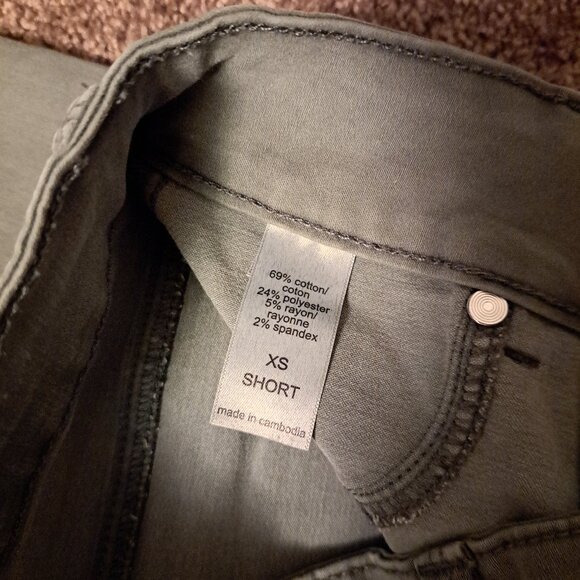 69% cotton/
coton
24% polyester
5% rayon/
rayonne
2% spandex
XS
SHORT
made in cambodia